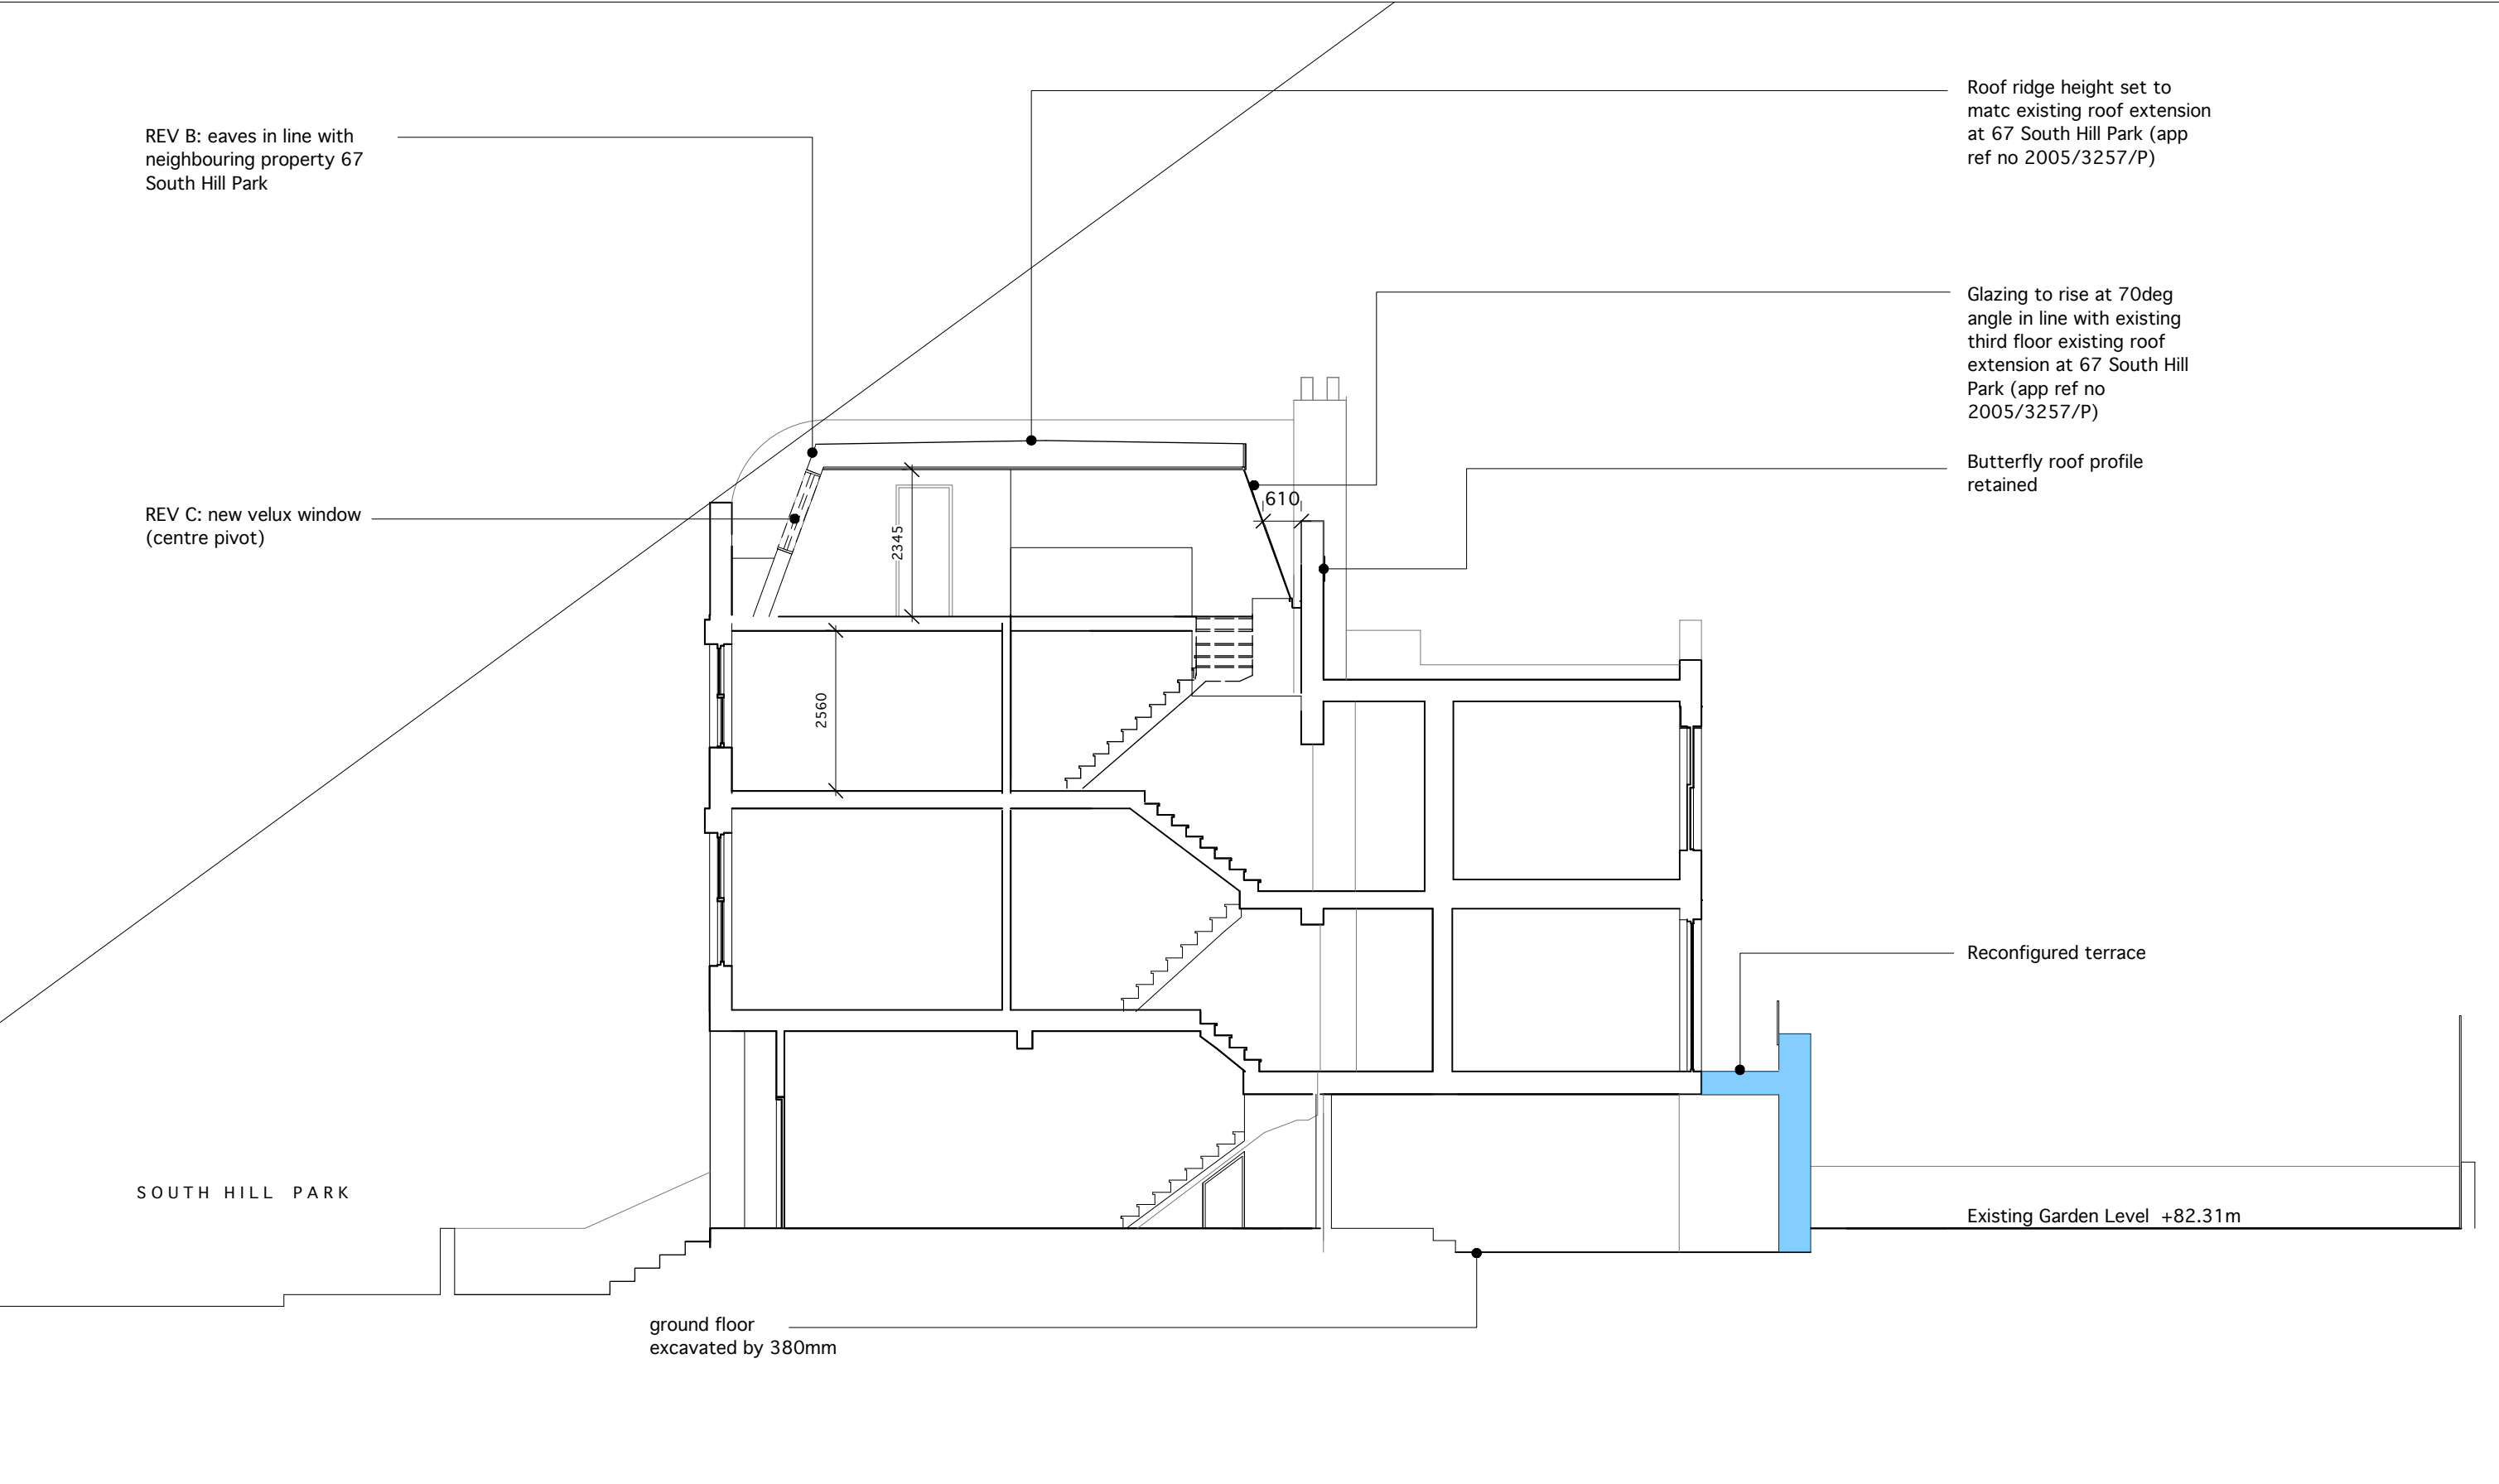 REV B: eaves in line with
neighbouring property 67
South Hill Park
Roof ridge height set to
matc existing roof extension
at 67 South Hill Park (app
ref no 2005/3257/P)
Glazing to rise at 70deg
angle in line with existing
third floor existing roof
extension at 67 South Hill
Park (app ref no
2005/3257/P)
Butterfly roof profile
retained
REV C: new velux window
(centre pivot)
610
2345
2560
Reconfigured terrace
SOUTH HILL PARK
Existing Garden Level +82.31m
ground floor
excavated by 380mm